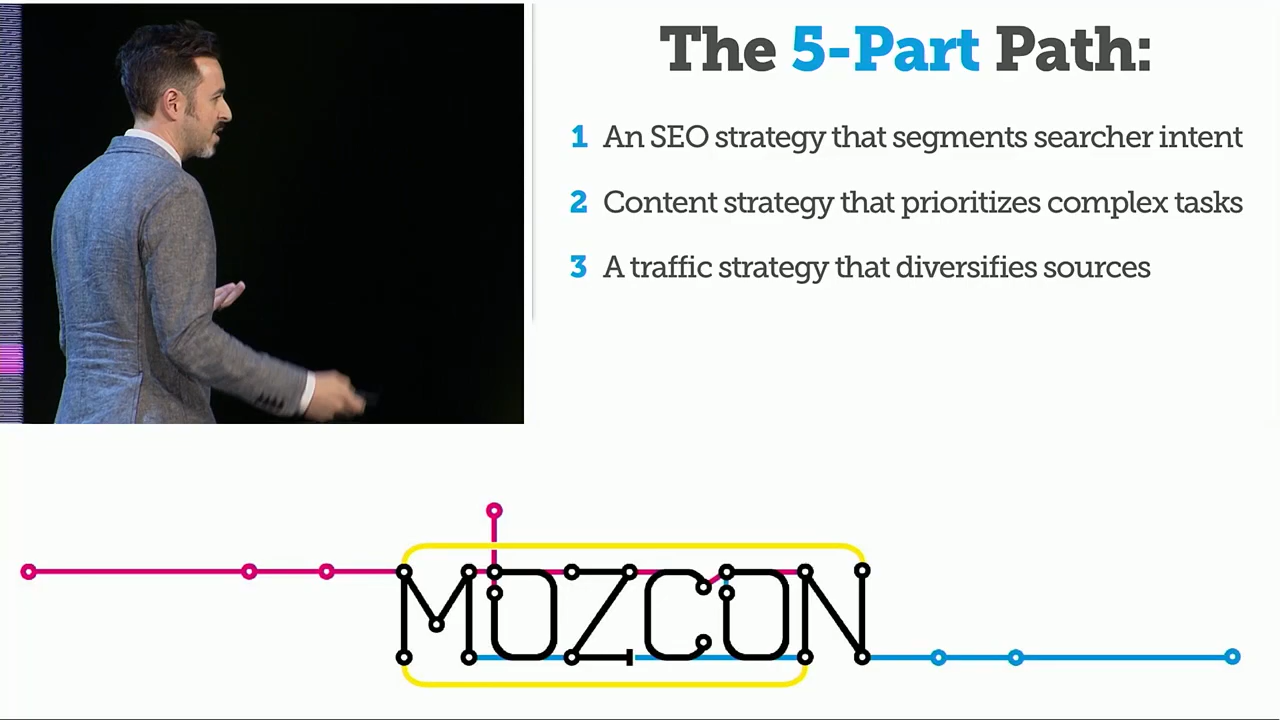 The 5-Part Path:
1 An SEO strategy that segments searcher intent
2 Content strategy that prioritizes complex tasks
3 A traffic strategy that diversifies sources
MOZCON